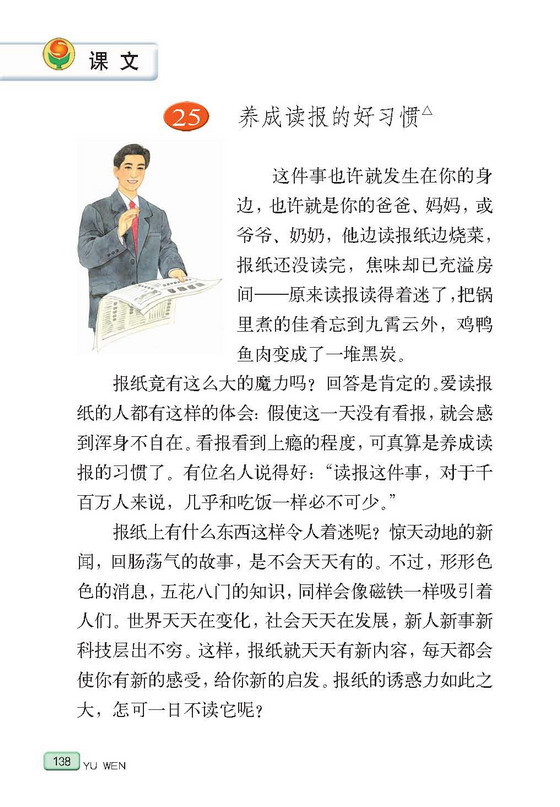 课文
25 养成读报的好习惯△
这件事也许就发生在你的身
边，也许就是你的爸爸、妈妈，或
爷爷、奶奶，他边读报纸边烧菜，
报纸还没读完，焦味却已充溢房
间——原来读报读得着迷了，把锅
里煮的佳肴忘到九霄云外，鸡鸭
鱼肉变成了一堆黑炭。
报纸竟有这么大的魔力吗？回答是肯定的。爱读报
纸的人都有这样的体会：假使这一天没有看报，就会感
到浑身不自在。看报看到上瘾的程度，可真算是养成读
报的习惯了。有位名人说得好：“读报这件事，对于千
百万人来说，几乎和吃饭一样必不可少。”
报纸上有什么东西这样令人着迷呢？惊天动地的新
闻，回肠荡气的故事，是不会天天有的。不过，形形色
色的消息，五花八门的知识，同样会像磁铁一样吸引着
人们。世界天天在变化，社会天天在发展，新人新事新
科技层出不穷。这样，报纸就天天有新内容，每天都会
使你有新的感受，给你新的启发。报纸的诱惑力如此之
大，怎可一日不读它呢？
138 YU WEN